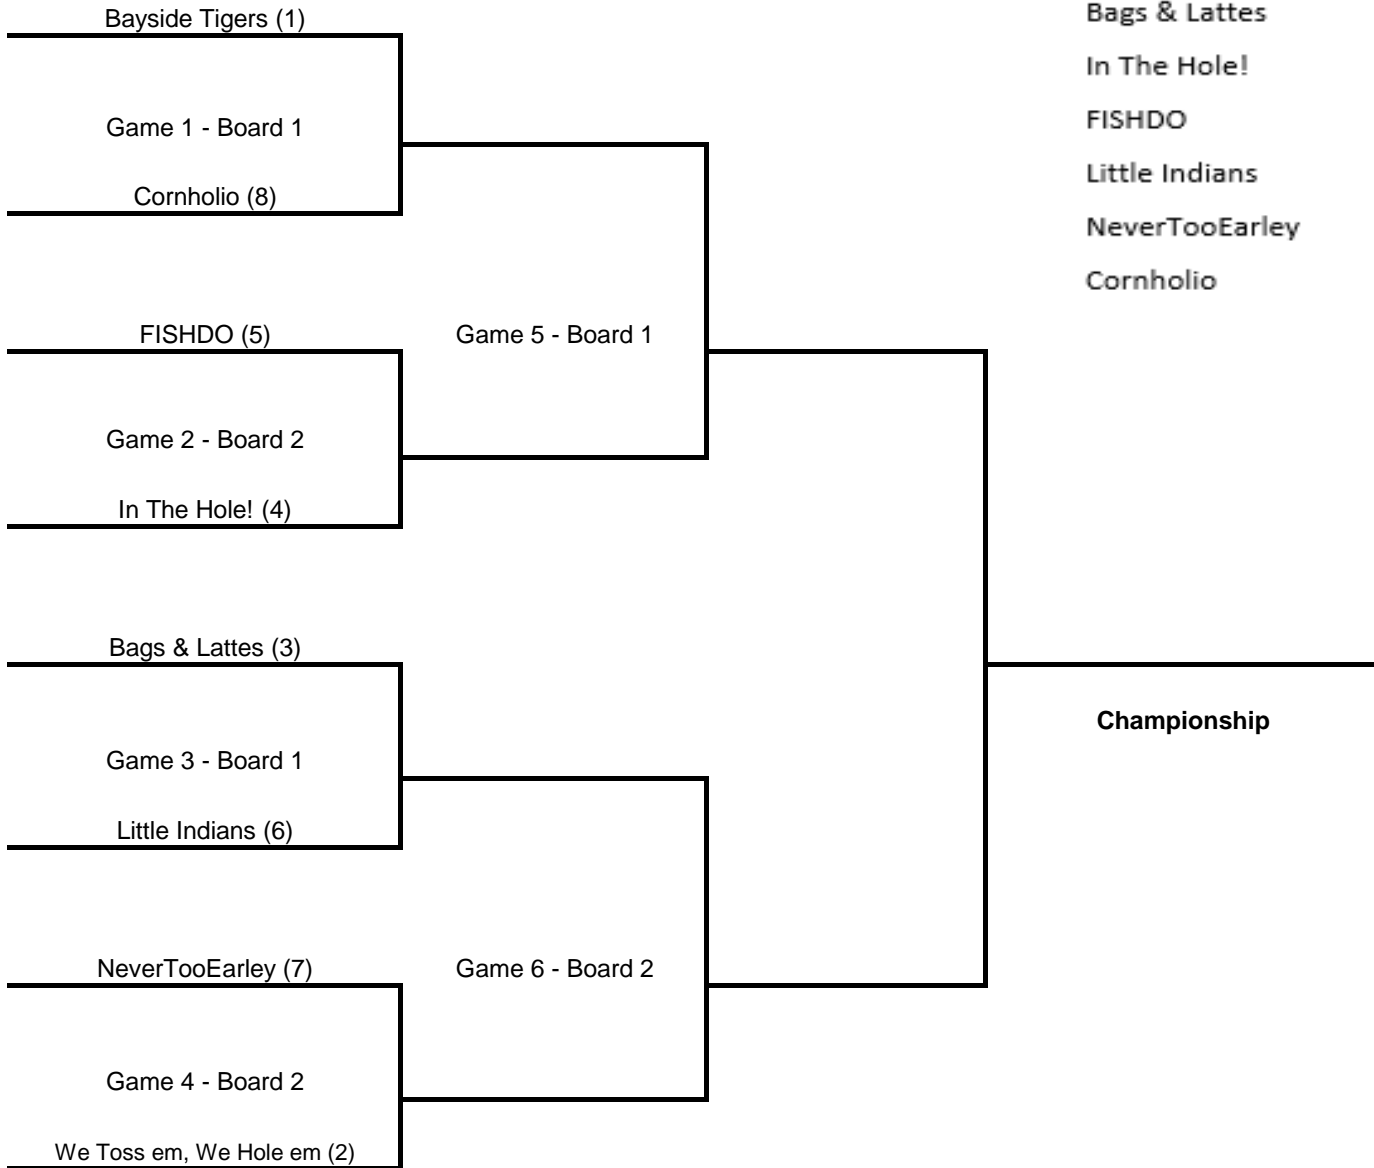 Bayside Tigers (1)
Game 1 - Board 1
Cornholio (8)
FISHDO (5)
Game 2 - Board 2
In The Hole! (4)
Bags & Lattes (3)
Game 3 - Board 1
Little Indians (6)
NeverTooEarley (7)
Game 4 - Board 2
We Toss em, We Hole em (2)
Game 5 - Board 1
Game 6 - Board 2
Championship
Bags & Lattes
In The Hole!
FISHDO
Little Indians
NeverTooEarley
Cornholio